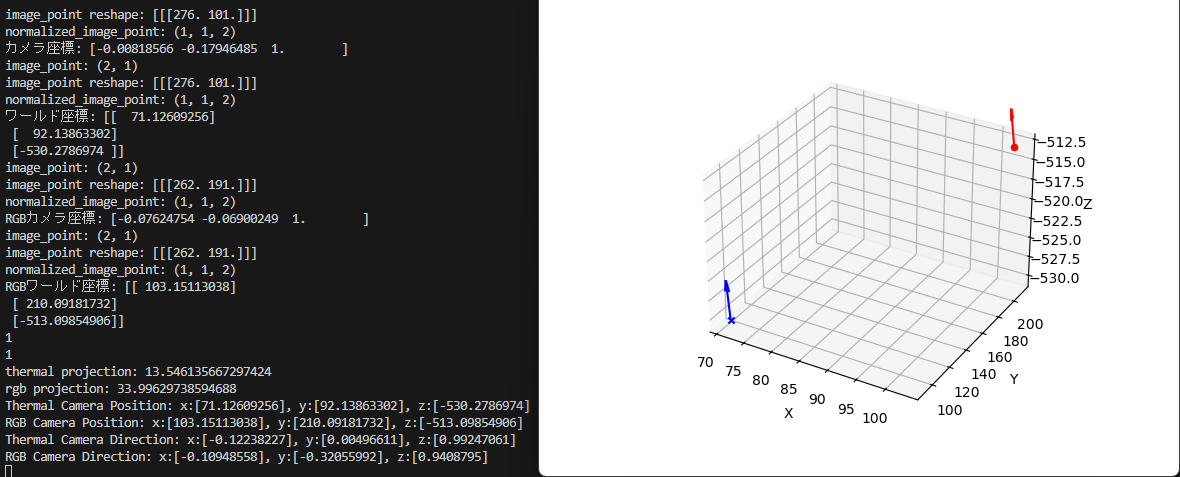 image_point reshape: [[[276. 101.]]]
normalized_image_point: (1, 1, 2)
カメラ座標: [-0.00818566 -0.17946485  1.        ]
image_point: (2, 1)
image_point reshape: [[[276. 101.]]]
normalized_image_point: (1, 1, 2)
ワールド座標: [[  71.12609256]
 [  92.13863302]
 [-530.2786974 ]]
image_point: (2, 1)
image_point reshape: [[[262. 191.]]]
normalized_image_point: (1, 1, 2)
RGBカメラ座標: [-0.07624754 -0.06900249  1.        ]
image_point: (2, 1)
image_point reshape: [[[262. 191.]]]
normalized_image_point: (1, 1, 2)
RGBワールド座標: [[ 103.15113038]
 [ 210.09181732]
 [-513.09854906]]
1
1
thermal projection: 13.546135667297424
rgb projection: 33.99629738594688
Thermal Camera Position: x:[71.12609256], y:[92.13863302], z:[-530.2786974]
RGB Camera Position: x:[103.15113038], y:[210.09181732], z:[-513.09854906]
Thermal Camera Direction: x:[-0.12238227], y:[0.00496611], z:[0.99247061]
RGB Camera Direction: x:[-0.10948558], y:[-0.32055992], z:[0.9408795]
−512.5
−515.0
−517.5
−520.0
Z
−522.5
−525.0
−527.5
−530.0
200
180
160
140
120
100
Y
70
75
80
85
90
95
100
X